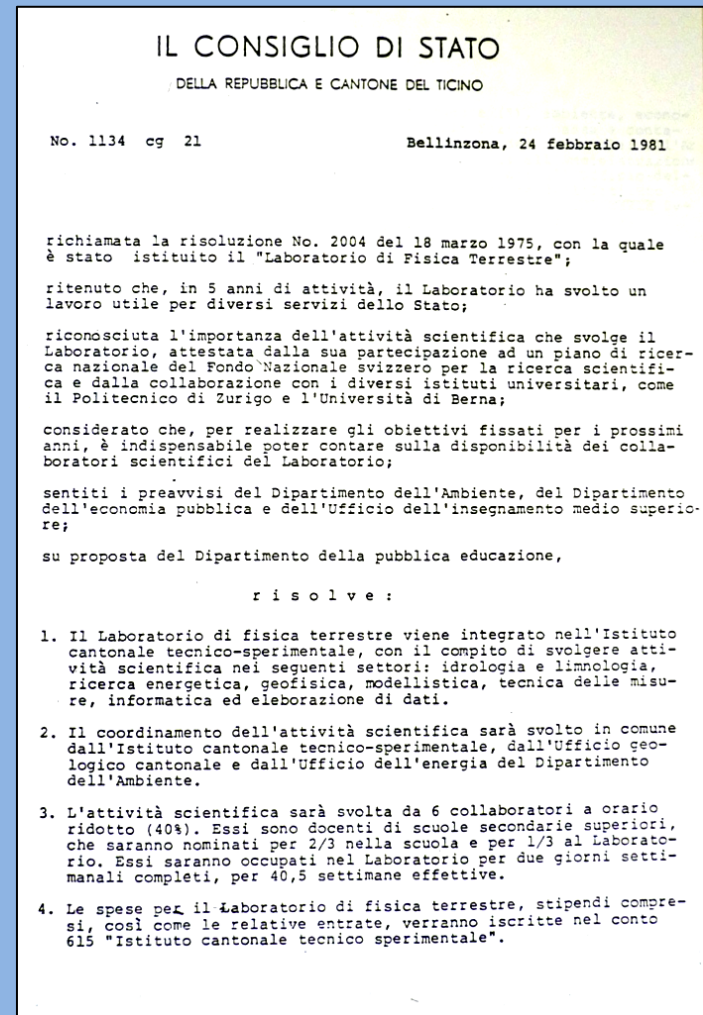 IL CONSIGLIO DI STATO
DELLA REPUBBLICA E CANTONE DEL TICINO
No. 1134 cg 21 Bellinzona, 24 febbraio 1981
richiamata la risoluzione No. 2004 del 18 marzo 1975, con la quale
è stato istituito il "Laboratorio di Fisica Terrestre";
ritenuto che, in 5 anni di attività, il Laboratorio ha svolto un
lavoro utile per diversi servizi dello Stato;
riconosciuta l'importanza dell'attività scientifica che svolge il
Laboratorio, attestata dalla sua partecipazione ad un piano di ricer-
ca nazionale del Fondo Nazionale svizzero per la ricerca scientifi-
ca e dalla collaborazione con i diversi istituti universitari, come
il Politecnico di Zurigo e l'Università di Berna;
considerato che, per realizzare gli obiettivi fissati per i prossimi
anni, è indispensabile poter contare sulla disponibilità dei colla-
boratori scientifici del Laboratorio;
sentiti i preavvisi del Dipartimento dell'Ambiente, del Dipartimento
dell'economia pubblica e dell'Ufficio dell'insegnamento medio superio-
re;
su proposta del Dipartimento della pubblica educazione,
r i s o l v e :
1. Il Laboratorio di fisica terrestre viene integrato nell'Istituto
cantonale tecnico-sperimentale, con il compito di svolgere atti-
vità scientifica nei seguenti settori: idrologia e limnologia,
ricerca energetica, geofisica, modellistica, tecnica delle misu-
re, informatica ed eleborazione di dati.
2. Il coordinamento dell'attività scientifica sarà svolto in comune
dall'Istituto cantonale tecnico-sperimentale, dall'Ufficio geo-
logico cantonale e dall'Ufficio dell'energia del Dipartimento
dell'Ambiente.
3. L'attività scientifica sarà svolta da 6 collaboratori a orario
ridotto (40%). Essi sono docenti di scuole secondarie superiori,
che saranno nominati per 2/3 nella scuola e per 1/3 al Laborato-
rio. Essi saranno occupati nel Laboratorio per due giorni setti-
manali completi, per 40,5 settimane effettive.
4. Le spese per il Laboratorio di fisica terrestre, stipendi compre-
si, così come le relative entrate, verranno iscritte nel conto
615 "Istituto cantonale tecnico sperimentale".